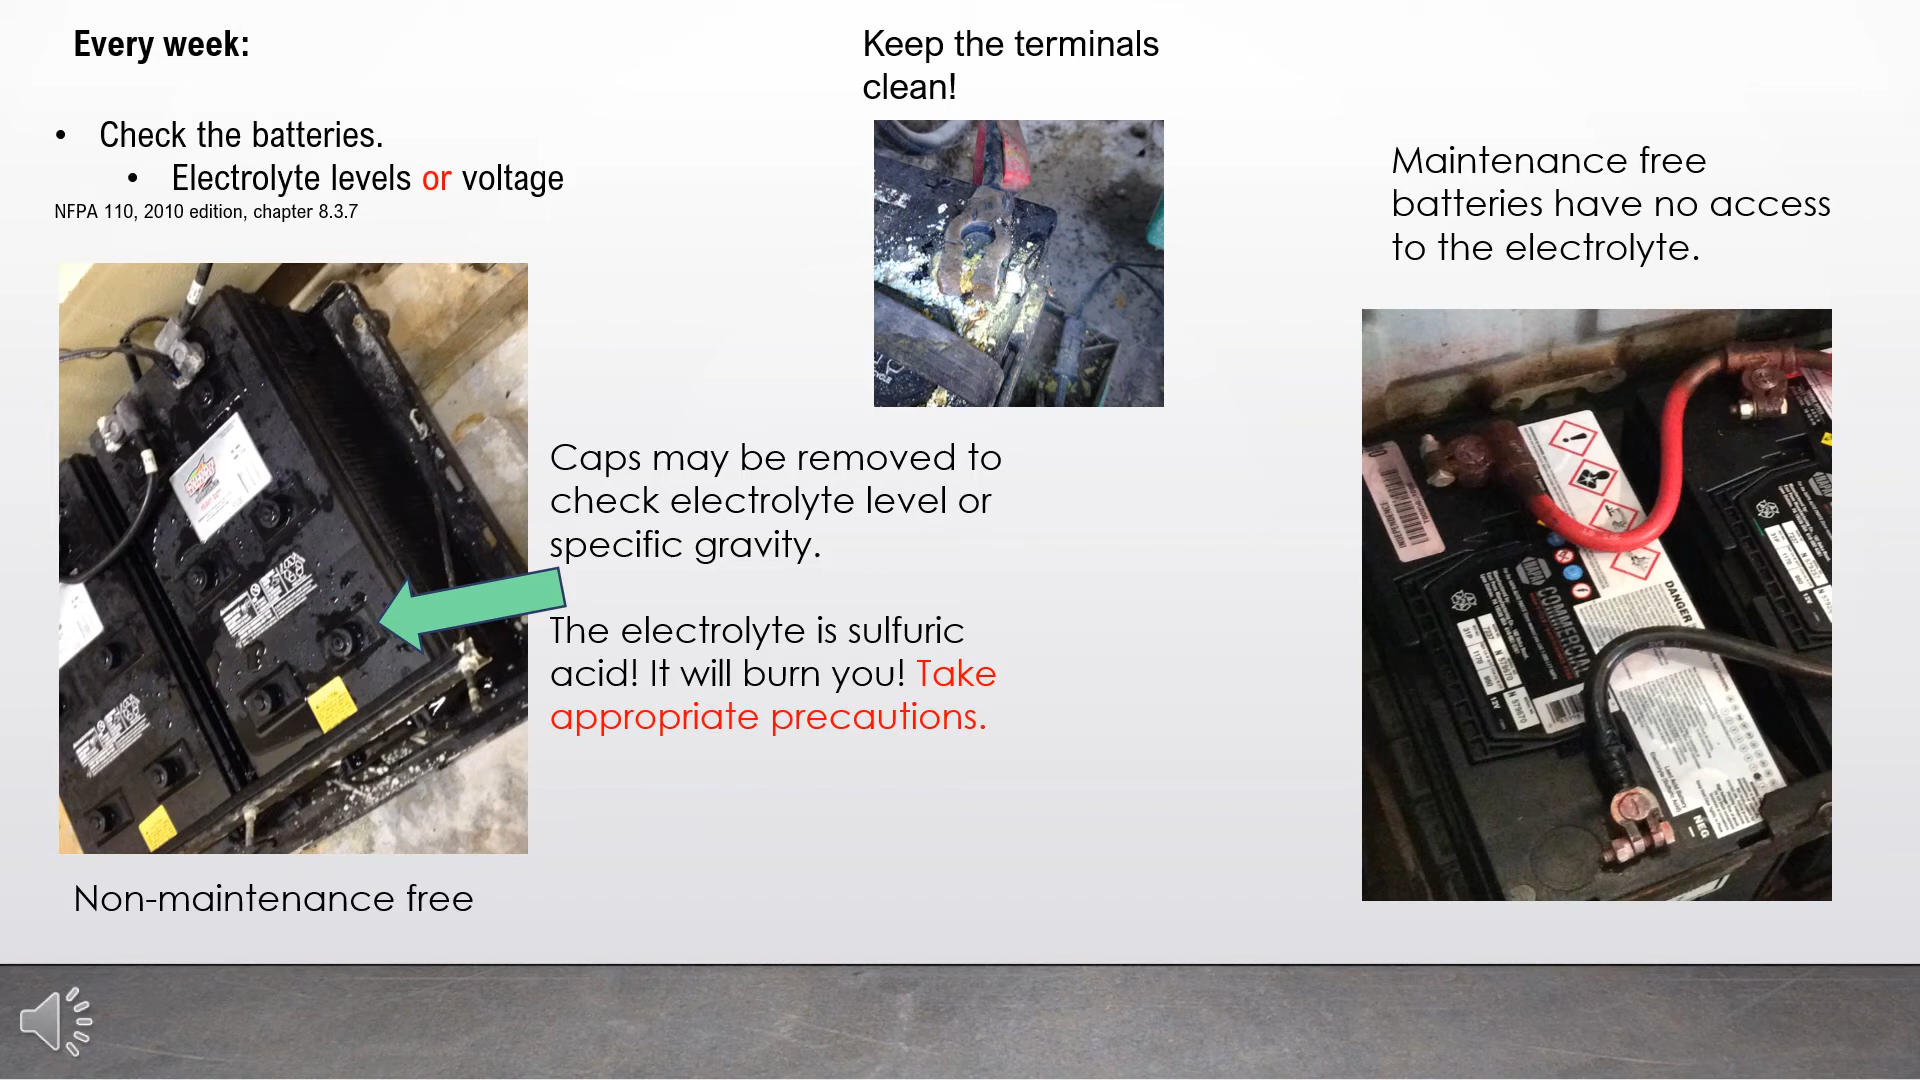 Every week:
• Check the batteries.
• Electrolyte levels or voltage
NFPA 110, 2010 edition, chapter 8.3.7
Keep the terminals
clean!
Maintenance free
batteries have no access
to the electrolyte.
Caps may be removed to
check electrolyte level or
specific gravity.
The electrolyte is sulfuric
acid! It will burn you! Take
appropriate precautions.
Non-maintenance free
NAPA
COMMERCIAL
DANGER
NEG